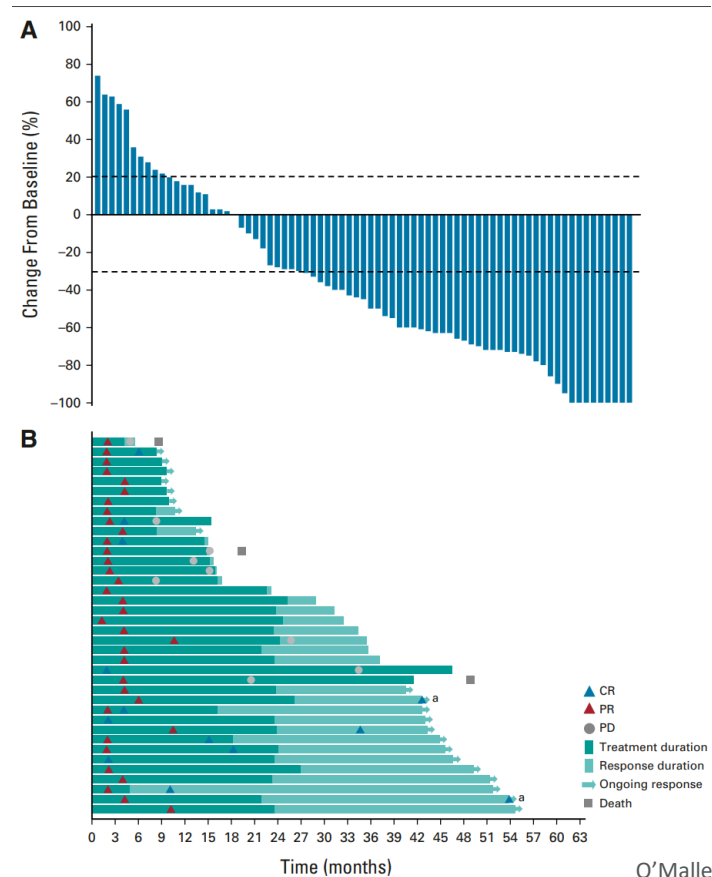 A
Change From Baseline (%)
100
80
60
40
20
0
−20
−40
−60
−80
−100
B
a
a
CR
PR
PD
Treatment duration
Response duration
Ongoing response
Death
0 3 6 9 12 15 18 21 24 27 30 33 36 39 42 45 48 51 54 57 60 63
Time (months)
O’Malle